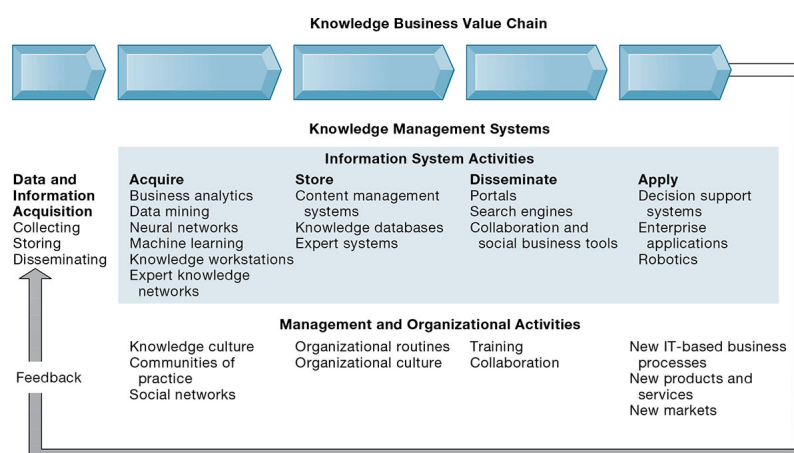 Knowledge Business Value Chain
Knowledge Management Systems
Information System Activities
Data and
Information
Acquisition
Collecting
Storing
Disseminating
Acquire
Business analytics
Data mining
Neural networks
Machine learning
Knowledge workstations
Expert knowledge
networks
Store
Content management
systems
Knowledge databases
Expert systems
Disseminate
Portals
Search engines
Collaboration and
social business tools
Apply
Decision support
systems
Enterprise
applications
Robotics
Management and Organizational Activities
Feedback
Knowledge culture
Communities of
practice
Social networks
Organizational routines
Organizational culture
Training
Collaboration
New IT-based business
processes
New products and
services
New markets